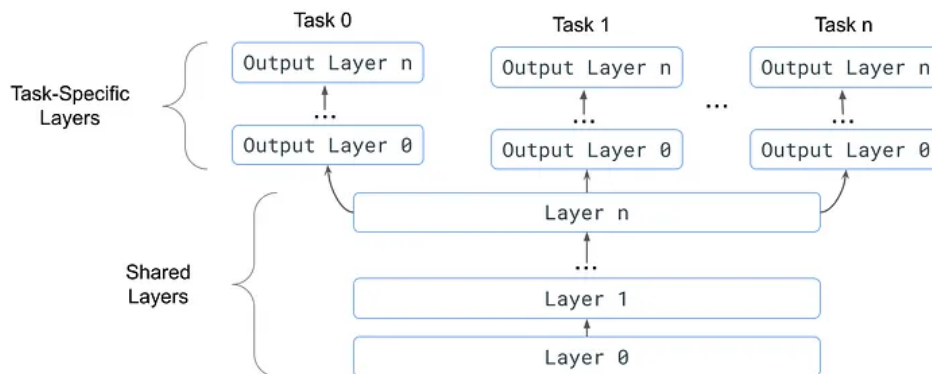 Task 0
Task 1
Task n
Task-Specific
Layers
Output Layer n
Output Layer n
Output Layer n
...
...
...
...
Output Layer 0
Output Layer 0
Output Layer 0
Shared
Layers
Layer n
...
Layer 1
Layer 0